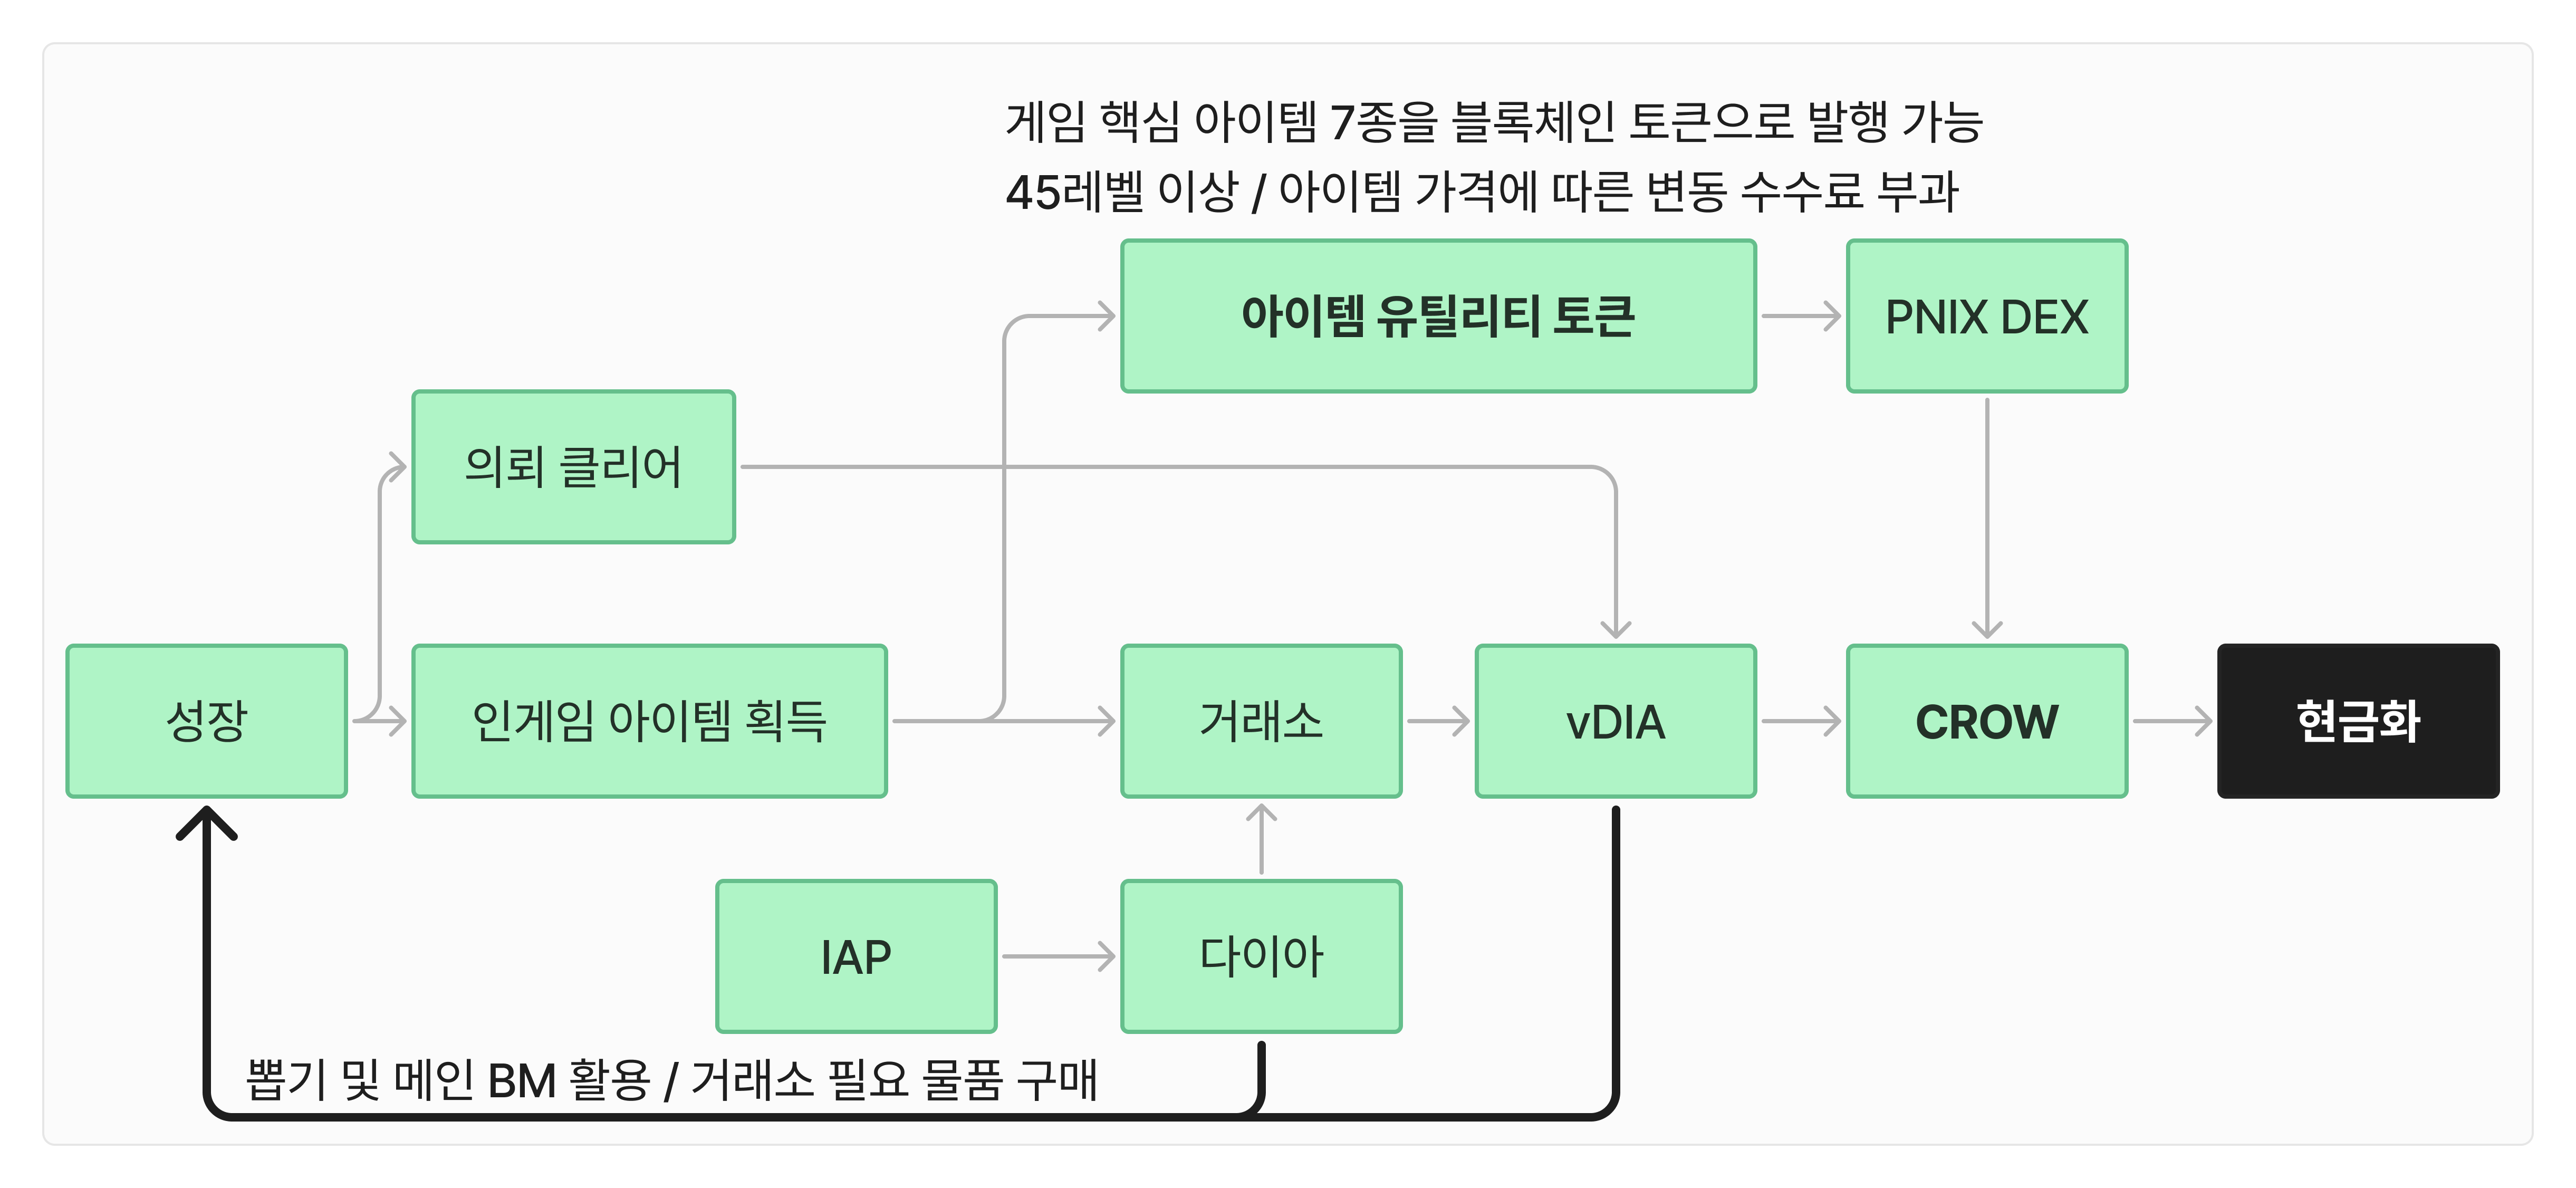 게임 핵심 아이템 7종을 블록체인 토큰으로 발행 가능
45레벨 이상 / 아이템 가격에 따른 변동 수수료 부과
아이템 유틸리티 토큰
PNIX DEX
의뢰 클리어
성장
인게임 아이템 획득
거래소
vDIA
CROW
현금화
IAP
다이아
뽑기 및 메인 BM 활용 / 거래소 필요 물품 구매